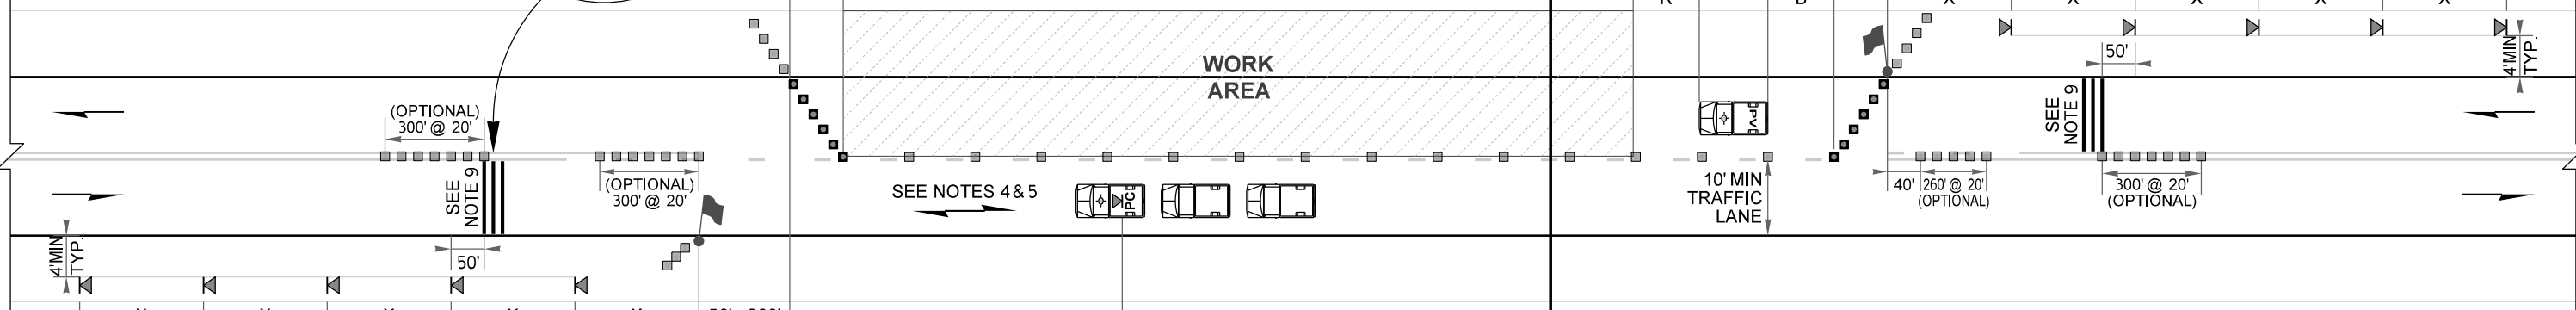 50'
4'MIN
TYP.
WORK
AREA
(OPTIONAL)
300' @ 20'
SEE
NOTE 9
PV
SEE
NOTE 9
(OPTIONAL)
300' @ 20'
SEE NOTES 4 & 5
PC
10' MIN
TRAFFIC
LANE
40'
260' @ 20'
(OPTIONAL)
300' @ 20'
(OPTIONAL)
4'MIN
TYP.
50'